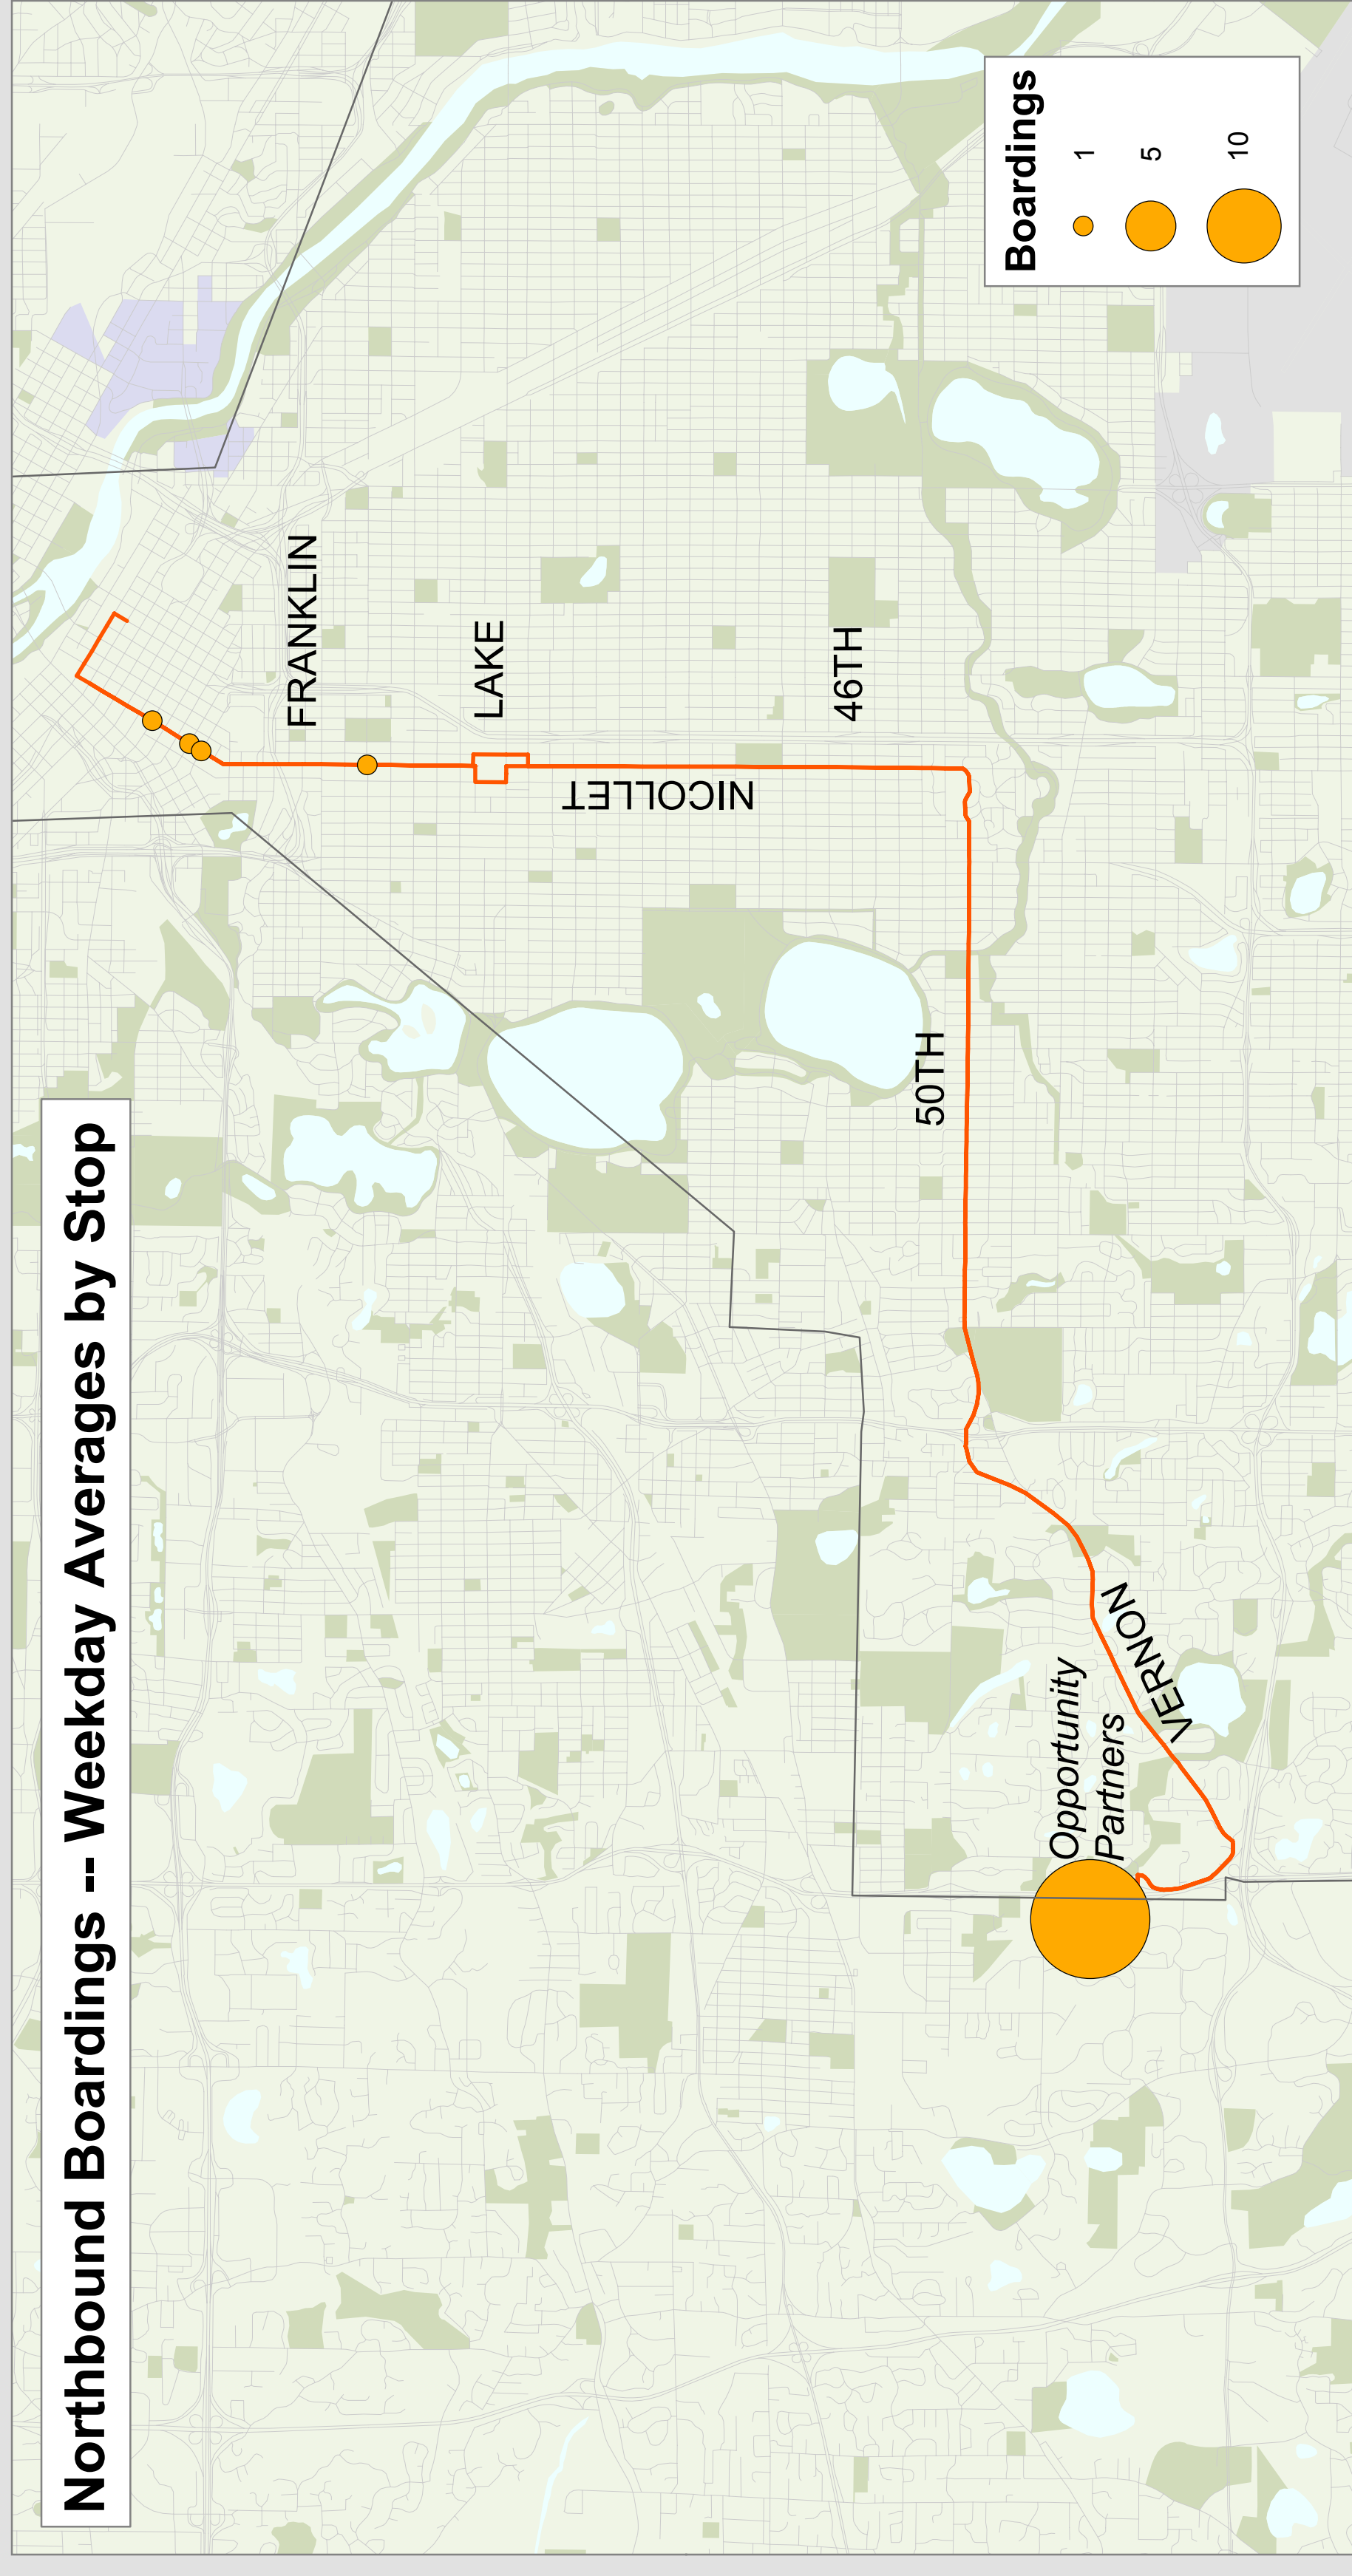 Northbound Boardings -- Weekday Averages by Stop
Boardings
1
5
10
FRANKLIN
LAKE
NICOLLET
46TH
50TH
VERNON
Opportunity
Partners